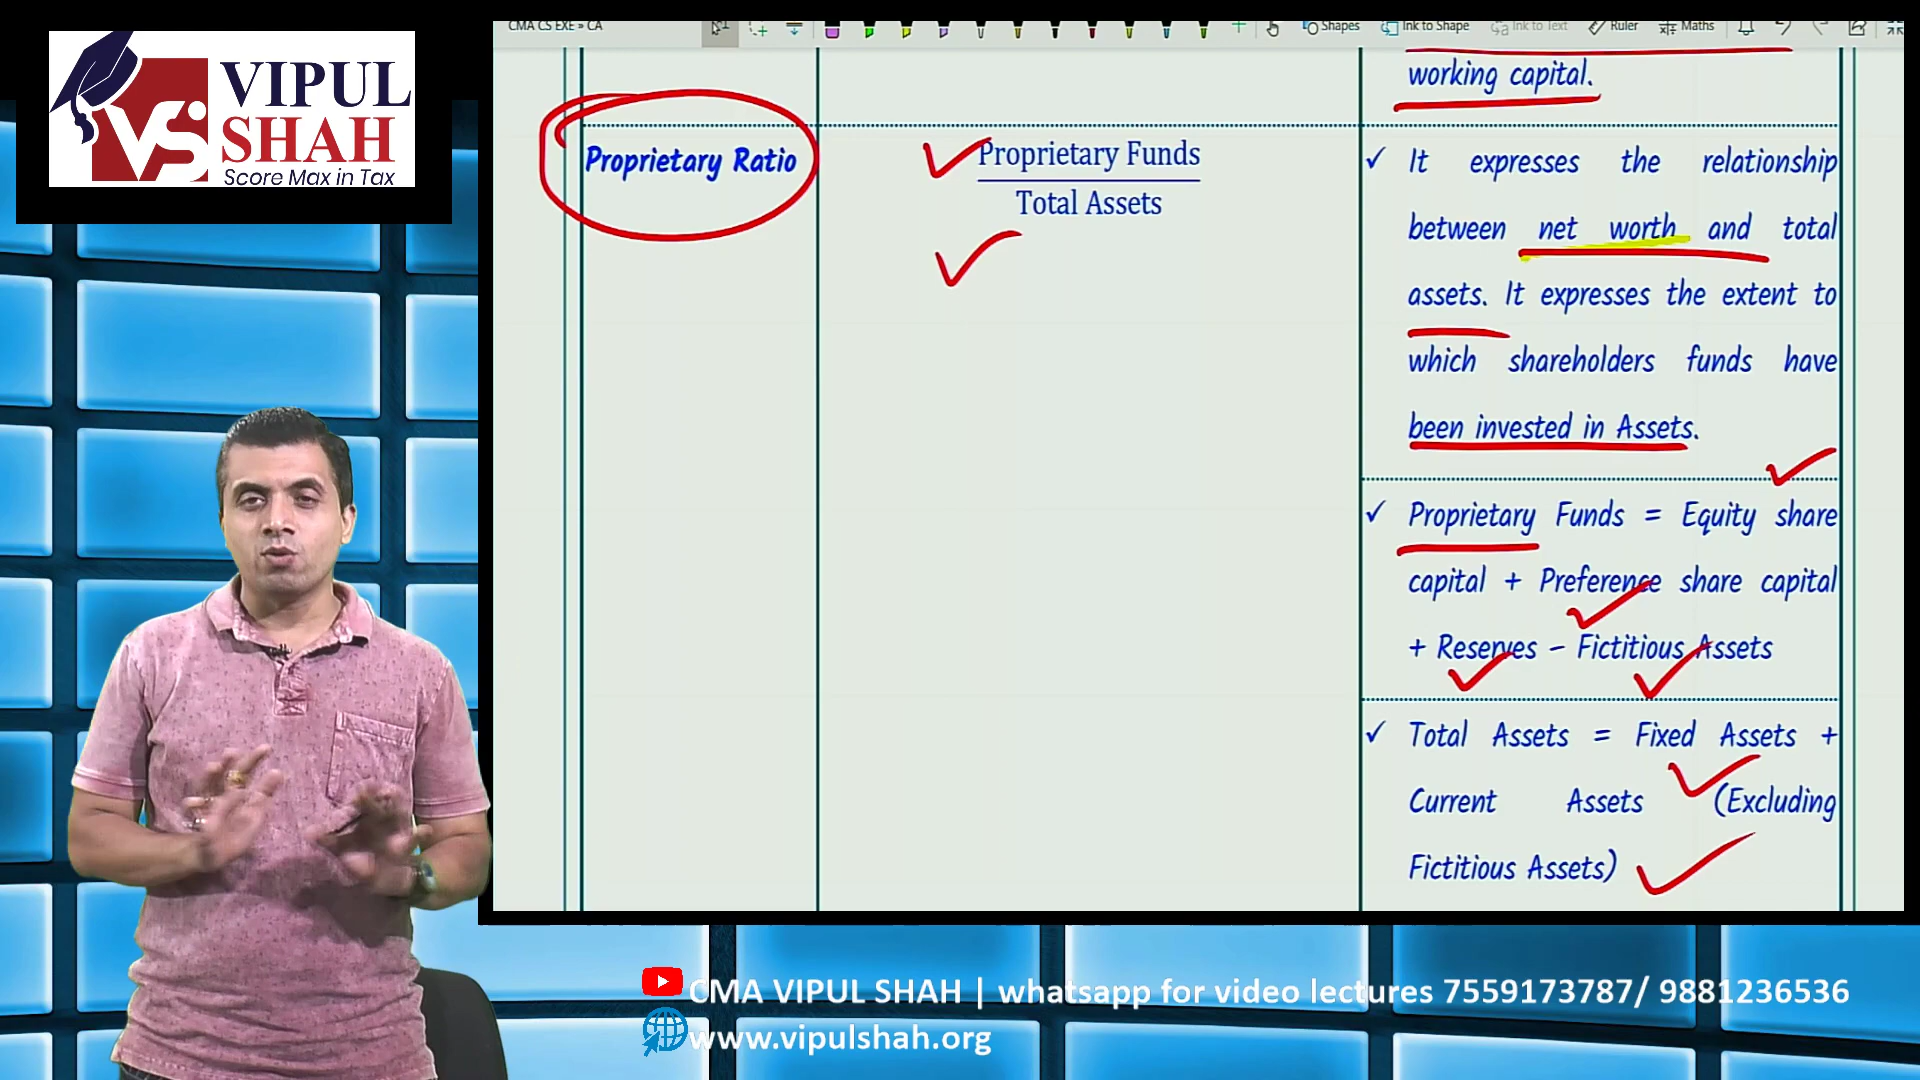 VIPUL
SHAH
VS
Score Max in Tax
CMA CS EXE » CA
Shapes
Ink to Shape
Ink to Text
Ruler
Maths
working capital.
Proprietary Ratio
Proprietary Funds
Total Assets
✓ It expresses the relationship
between net worth and total
assets. It expresses the extent to
which shareholders funds have
been invested in Assets.
✓ Proprietary Funds = Equity share
capital + Preference share capital
+ Reserves – Fictitious Assets
✓ Total Assets = Fixed Assets +
Current Assets (Excluding
Fictitious Assets)
CMA VIPUL SHAH | whatsapp for video lectures 7559173787/ 9881236536
www.vipulshah.org